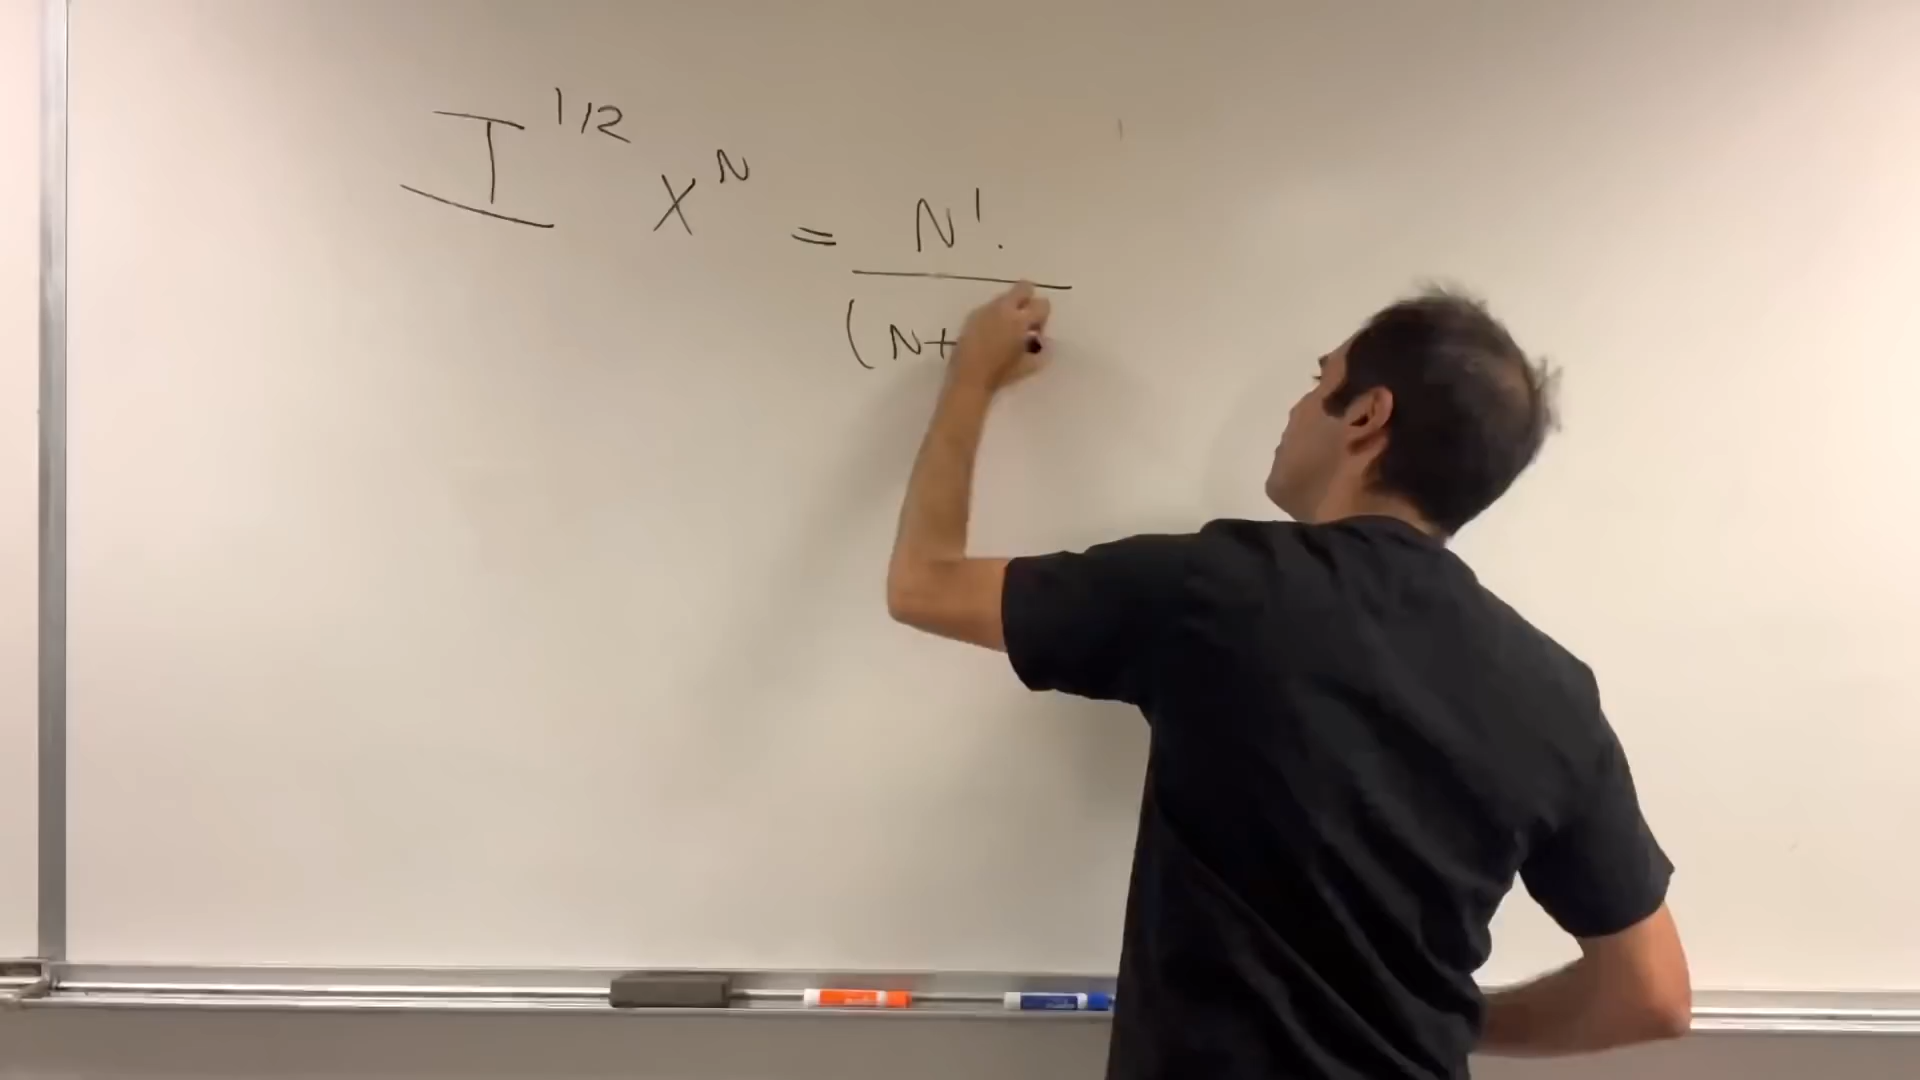 I^1/2 X^N = N!
(N+